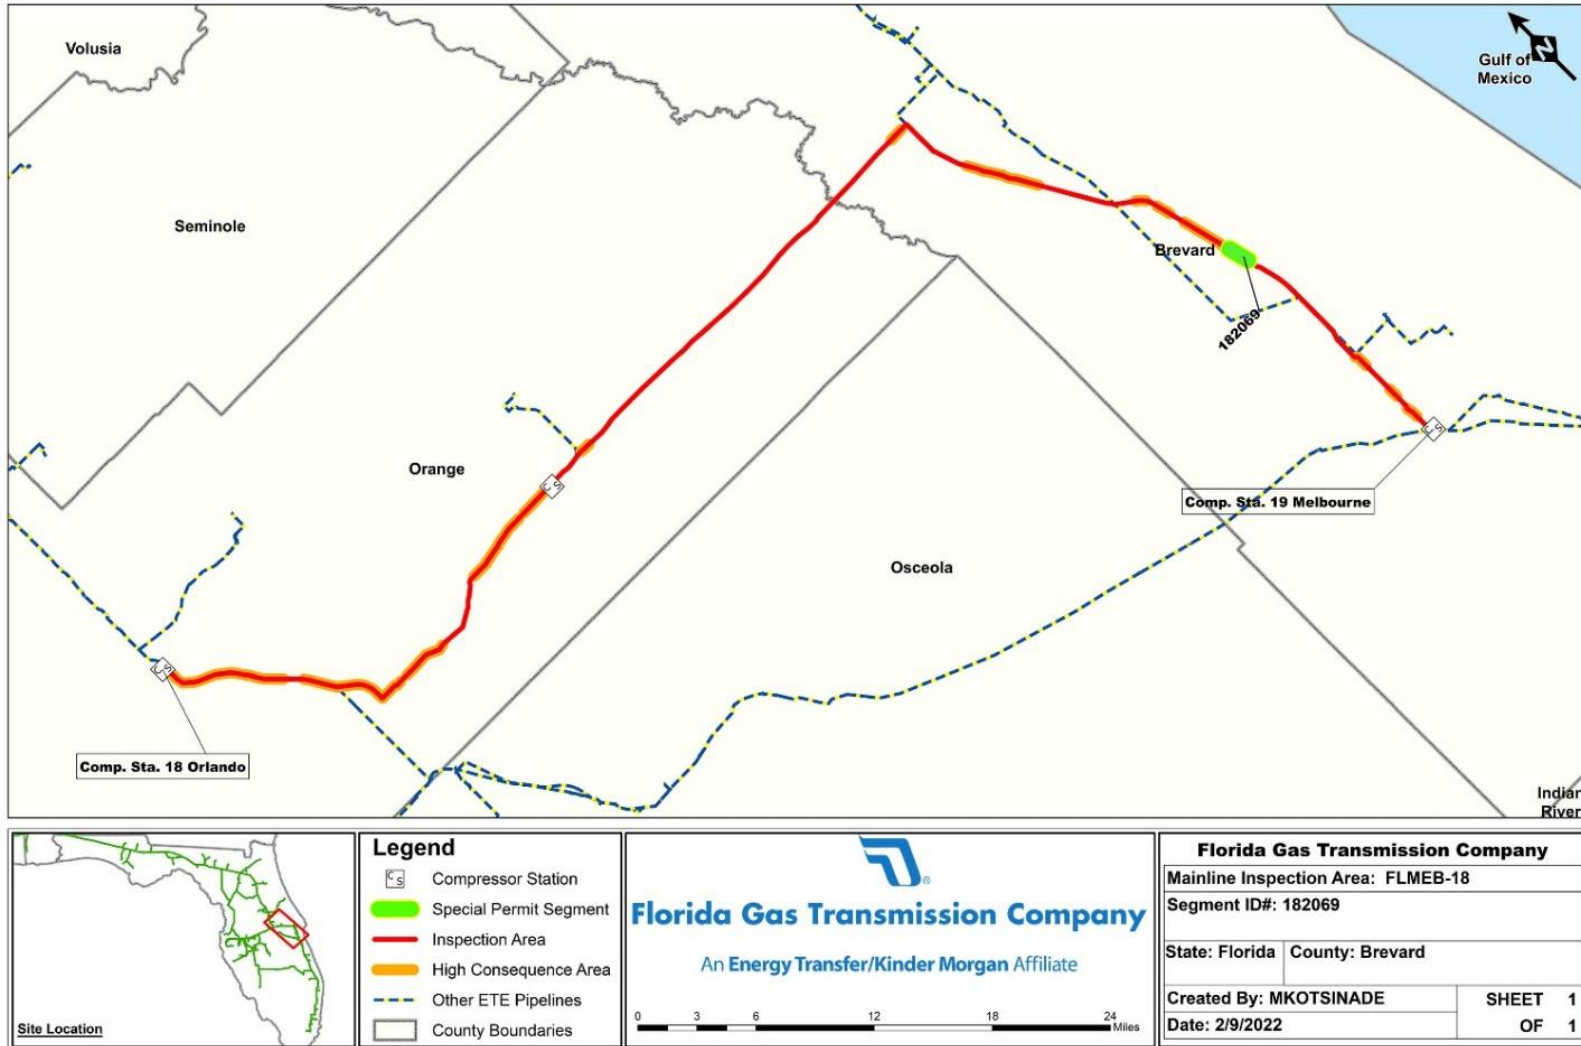 Volusia
Gulf of
Mexico
N
Seminole
Brevard
182069
Orange
Comp. Sta. 19 Melbourne
Osceola
Comp. Sta. 18 Orlando
Indian
River
Site Location
Legend
C S Compressor Station
Special Permit Segment
Inspection Area
High Consequence Area
Other ETE Pipelines
County Boundaries
®
Florida Gas Transmission Company
An Energy Transfer/Kinder Morgan Affiliate
0 3 6 12 18 24
Miles
Florida Gas Transmission Company
Mainline Inspection Area: FLMEB-18
Segment ID#: 182069
State: Florida County: Brevard
Created By: MKOTSINADE SHEET 1
Date: 2/9/2022 OF 1
C S
C S
C S